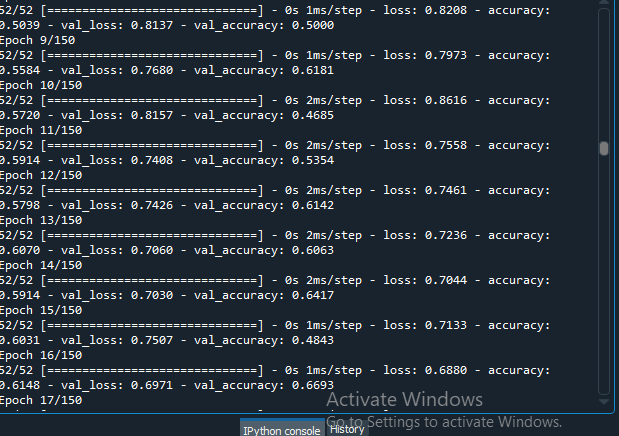 52/52 [==============================] - 0s 1ms/step - loss: 0.8208 - accuracy:
0.5039 - val_loss: 0.8137 - val_accuracy: 0.5000
Epoch 9/150
52/52 [==============================] - 0s 1ms/step - loss: 0.7973 - accuracy:
0.5584 - val_loss: 0.7680 - val_accuracy: 0.6181
Epoch 10/150
52/52 [==============================] - 0s 2ms/step - loss: 0.8616 - accuracy:
0.5720 - val_loss: 0.8157 - val_accuracy: 0.4685
Epoch 11/150
52/52 [==============================] - 0s 2ms/step - loss: 0.7558 - accuracy:
0.5914 - val_loss: 0.7408 - val_accuracy: 0.5354
Epoch 12/150
52/52 [==============================] - 0s 2ms/step - loss: 0.7461 - accuracy:
0.5798 - val_loss: 0.7426 - val_accuracy: 0.6142
Epoch 13/150
52/52 [==============================] - 0s 2ms/step - loss: 0.7236 - accuracy:
0.6070 - val_loss: 0.7060 - val_accuracy: 0.6063
Epoch 14/150
52/52 [==============================] - 0s 2ms/step - loss: 0.7044 - accuracy:
0.5914 - val_loss: 0.7030 - val_accuracy: 0.6417
Epoch 15/150
52/52 [==============================] - 0s 1ms/step - loss: 0.7133 - accuracy:
0.6031 - val_loss: 0.7507 - val_accuracy: 0.4843
Epoch 16/150
52/52 [==============================] - 0s 1ms/step - loss: 0.6880 - accuracy:
0.6148 - val_loss: 0.6971 - val_accuracy: 0.6693
Epoch 17/150
Activate Windows
Go to Settings to activate Windows.
IPython console History